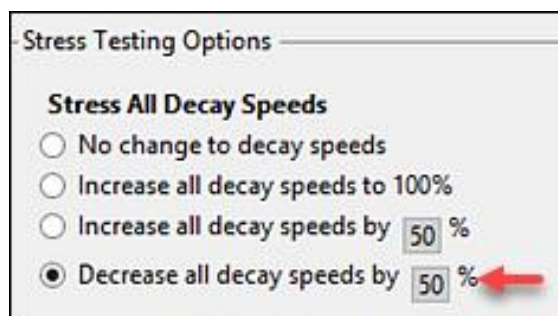 Stress Testing Options
Stress All Decay Speeds
No change to decay speeds
Increase all decay speeds to 100%
Increase all decay speeds by 50 %
Decrease all decay speeds by 50 %